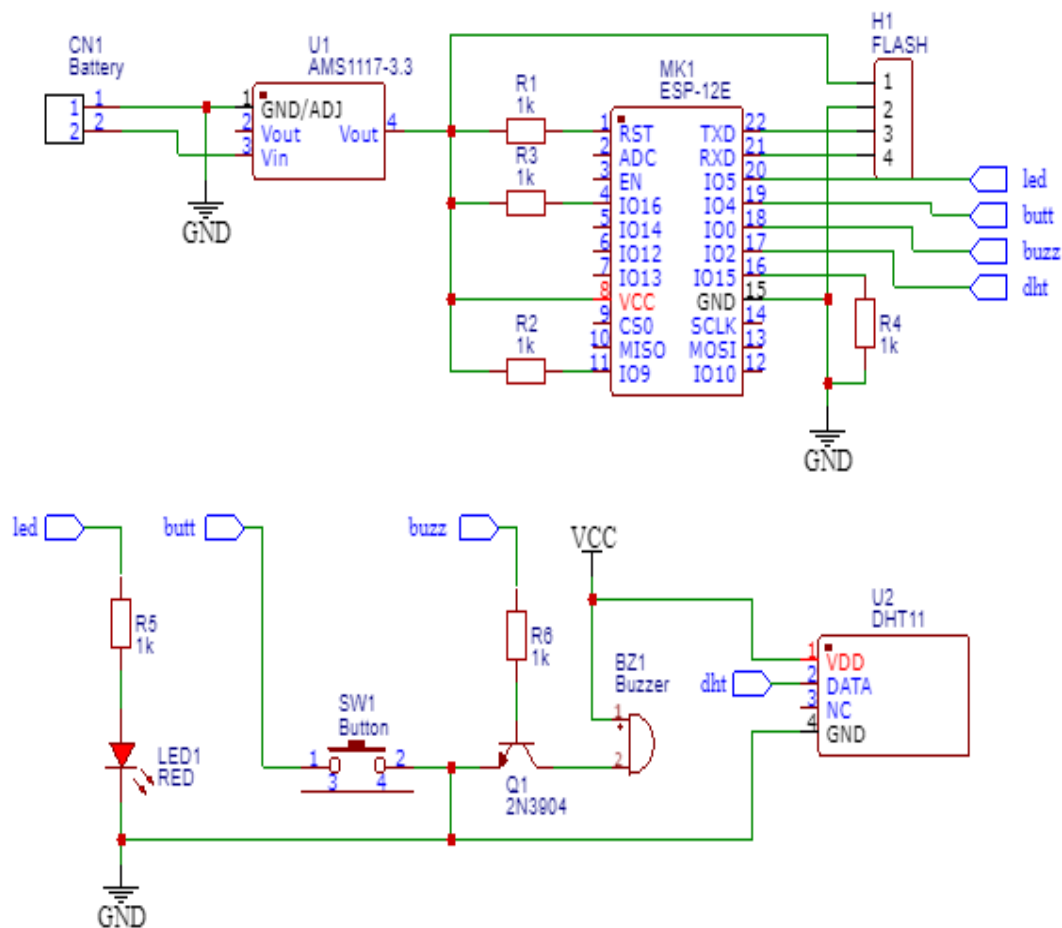 CN1
Battery
1 1
2 2
U1
AMS1117-3.3
1 GND/ADJ
2 Vout Vout 4
3 Vin
GND
R1
1k
R3
1k
R2
1k
MK1
ESP-12E
1 RST TXD 22
2 ADC RXD 21
3 EN IO5 20
4 IO16 IO4 19
5 IO14 IO0 18
6 IO12 IO2 17
7 IO13 IO15 16
8 VCC GND 15
9 CS0 SCLK 14
10 MISO MOSI 13
11 IO9 IO10 12
H1
FLASH
1
2
3
4
led
butt
buzz
dht
R4
1k
GND
led
R5
1k
LED1
RED
GND
butt
SW1
Button
1 2
3 4
buzz
R6
1k
Q1
2N3904
VCC
BZ1
Buzzer
1
+
2
dht
U2
DHT11
1 VDD
2 DATA
3 NC
4 GND